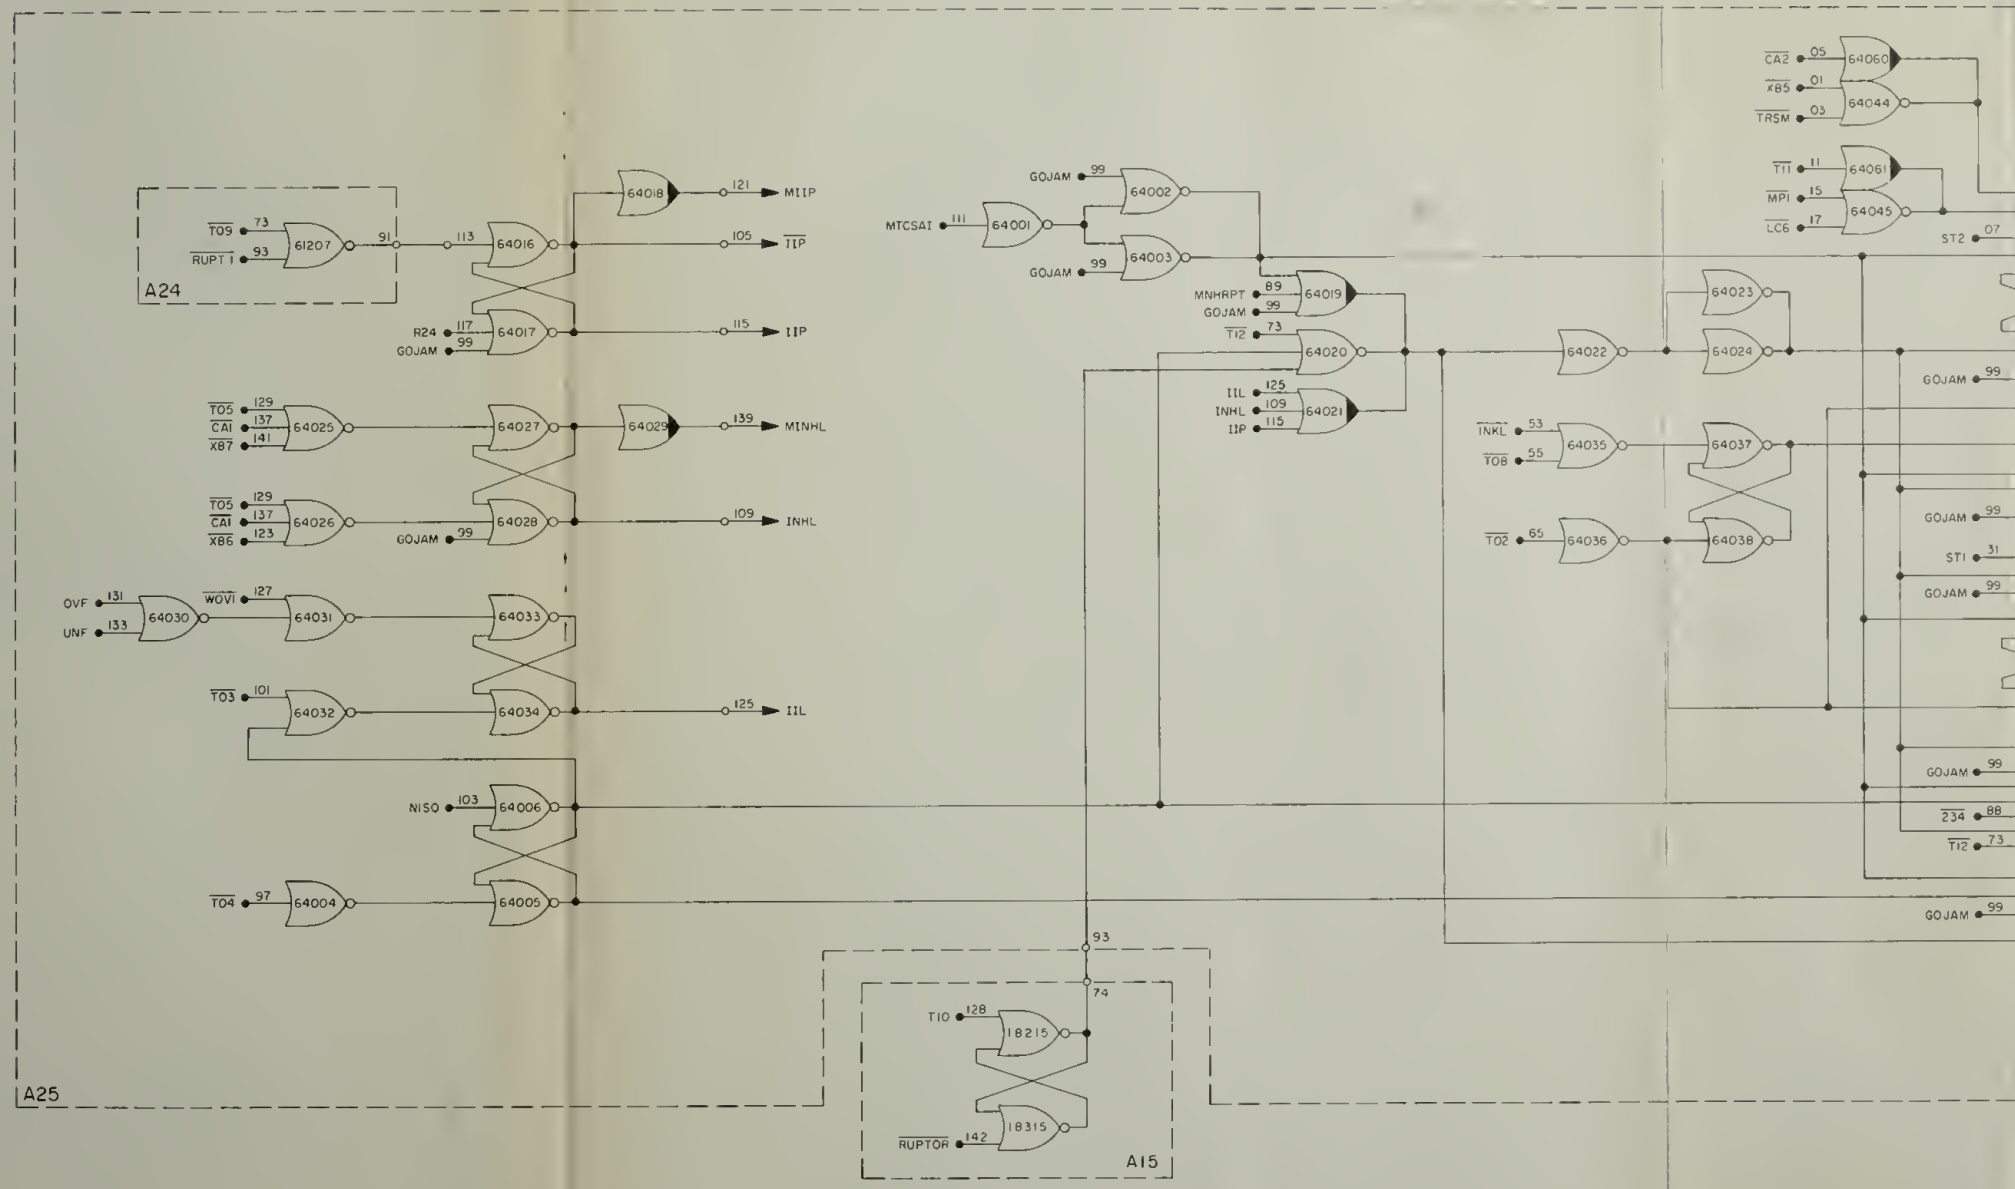 T09 73
61207
RUPT1 93
91
A24
113
64016
64018
121 MIIP
105 IIP
R24 117
GOJAM 99
64017
115 IIP
T05 129
CA1 137
XB7 141
64025
64027
64029
139 MINHL
T05 129
CA1 137
XB6 123
64026
GOJAM 99
64028
109 INHL
OVF 131
UNF 133
64030
WOV1 127
64031
64033
T03 101
64032
64034
125 IIL
NISO 103
64006
T04 97
64004
64005
A25
MTCSAI 111
64001
GOJAM 99
64002
GOJAM 99
64003
MNHRPT 89
GOJAM 99
64019
T12 73
64020
IIL 125
INHL 109
IIP 115
64021
93
74
T10 128
18215
RUPTOR 142
18315
A15
64022
64023
64024
INKL 53
T08 55
64035
64037
T02 65
64036
64038
CA2 05
64060
XB5 01
TRSM 03
64044
T11 11
64061
MP1 15
LC6 17
64045
ST2 07
GOJAM 99
GOJAM 99
ST1 31
GOJAM 99
GOJAM 99
234 88
T12 73
GOJAM 99